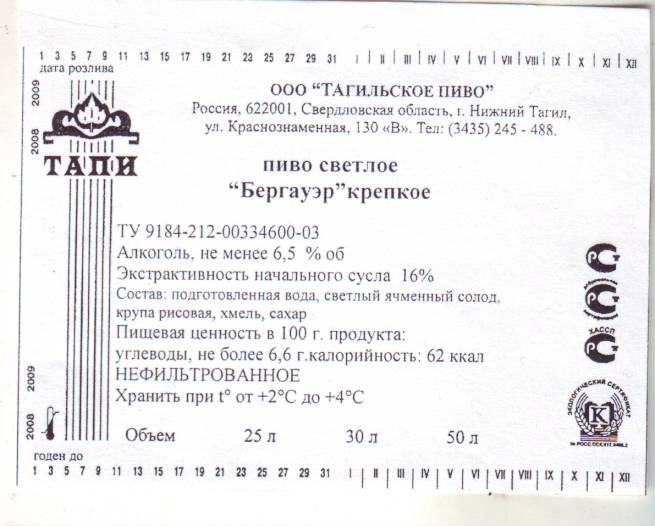 1 3 5 7 9 11 13 15 17 19 21 23 25 27 29 31 I II III IV V VI VII VIII IX X XI XII
дата розлива
2009
2008
ТАПИ
ООО "ТАГИЛЬСКОЕ ПИВО"
Россия, 622001, Свердловская область, г. Нижний Тагил,
ул. Краснознаменная, 130 «В». Тел: (3435) 245 - 488.
пиво светлое
"Бергауэр"крепкое
ТУ 9184-212-00334600-03
Алкоголь, не менее 6,5 % об
Экстрактивность начального сусла 16%
Состав: подготовленная вода, светлый ячменный солод,
крупа рисовая, хмель, сахар
Пищевая ценность в 100 г. продукта:
углеводы, не более 6,6 г.калорийность: 62 ккал
НЕФИЛЬТРОВАННОЕ
Хранить при t° от +2°С до +4°С
Объем 25 л 30 л 50 л
РС
добровольная
РС
сертификация
ХАССП
РС
ЭКОЛОГИЧЕСКИЙ СЕРТИФИКАТ
К
2009
2008
годен до
1 3 5 7 9 11 13 15 17 19 21 23 25 27 29 31 I II III IV V VI VII VIII IX X XI XII